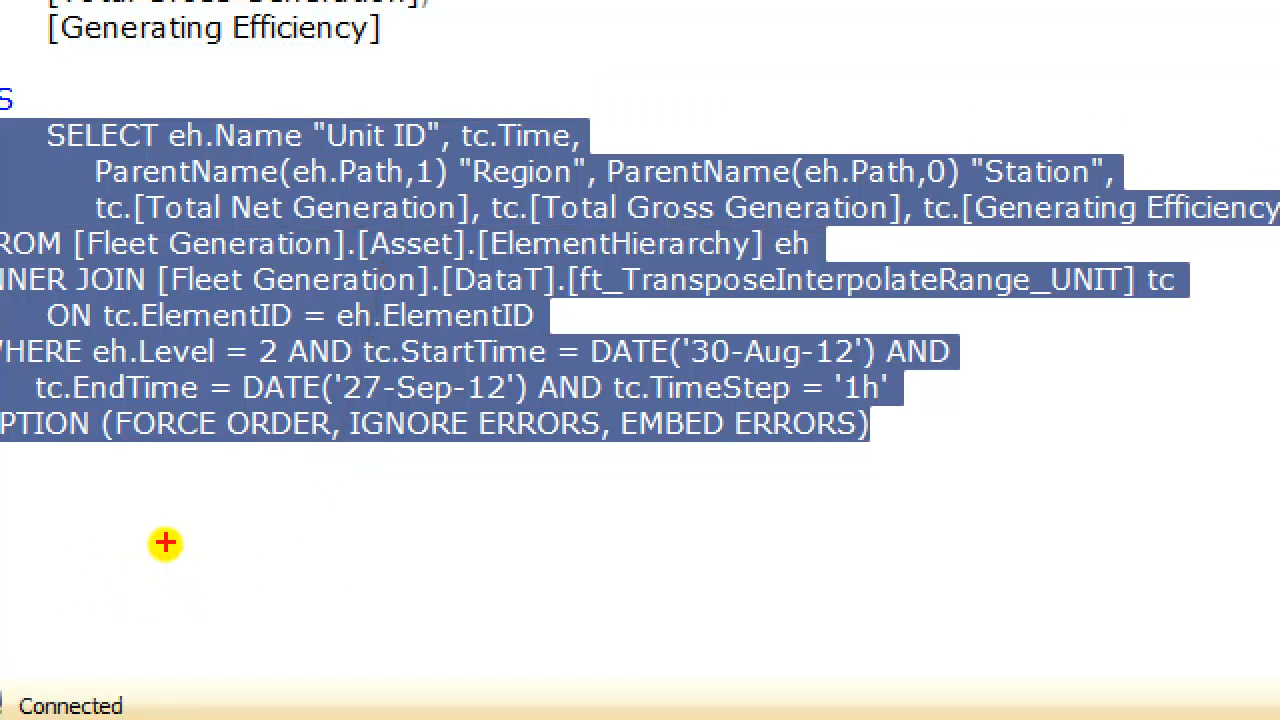 [Total Gross Generation],
[Generating Efficiency]
S
SELECT eh.Name "Unit ID", tc.Time,
ParentName(eh.Path,1) "Region", ParentName(eh.Path,0) "Station",
tc.[Total Net Generation], tc.[Total Gross Generation], tc.[Generating Efficiency
ROM [Fleet Generation].[Asset].[ElementHierarchy] eh
NNER JOIN [Fleet Generation].[DataT].[ft_TransposeInterpolateRange_UNIT] tc
ON tc.ElementID = eh.ElementID
HERE eh.Level = 2 AND tc.StartTime = DATE('30-Aug-12') AND
tc.EndTime = DATE('27-Sep-12') AND tc.TimeStep = '1h'
PTION (FORCE ORDER, IGNORE ERRORS, EMBED ERRORS)
Connected